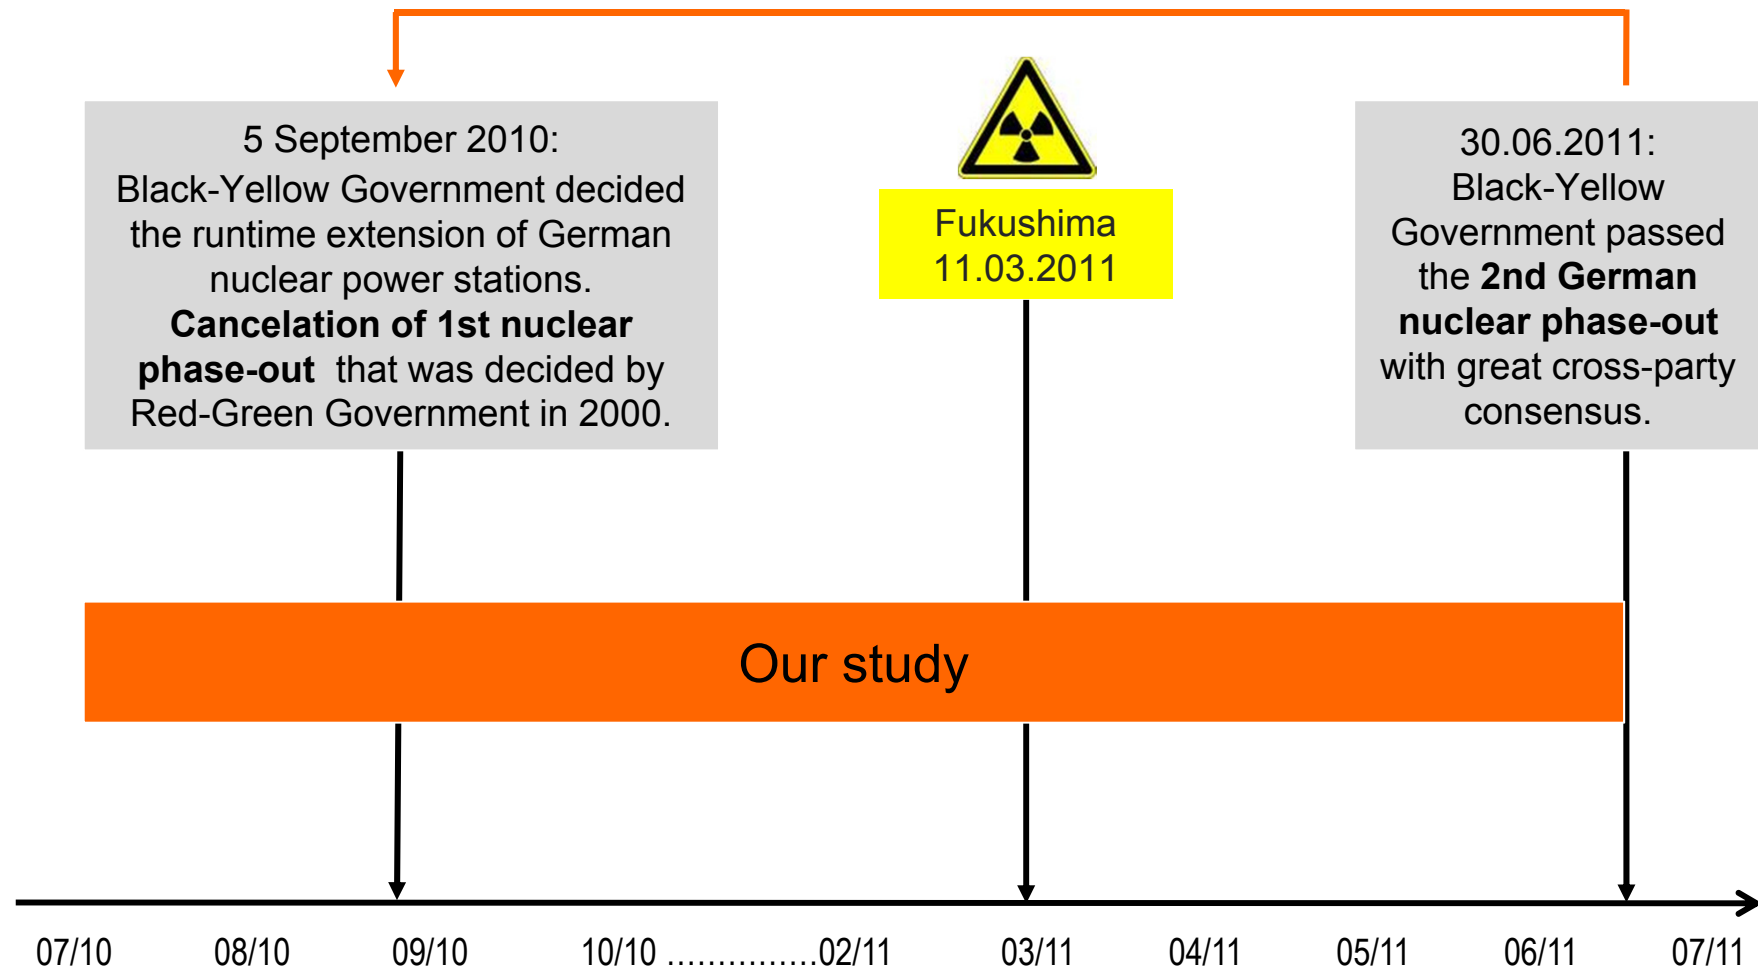 5 September 2010:
Black-Yellow Government decided
the runtime extension of German
nuclear power stations.
Cancelation of 1st nuclear
phase-out that was decided by
Red-Green Government in 2000.
Fukushima
11.03.2011
30.06.2011:
Black-Yellow
Government passed
the 2nd German
nuclear phase-out
with great cross-party
consensus.
Our study
07/10 08/10 09/10 10/10 ...............02/11 03/11 04/11 05/11 06/11 07/11